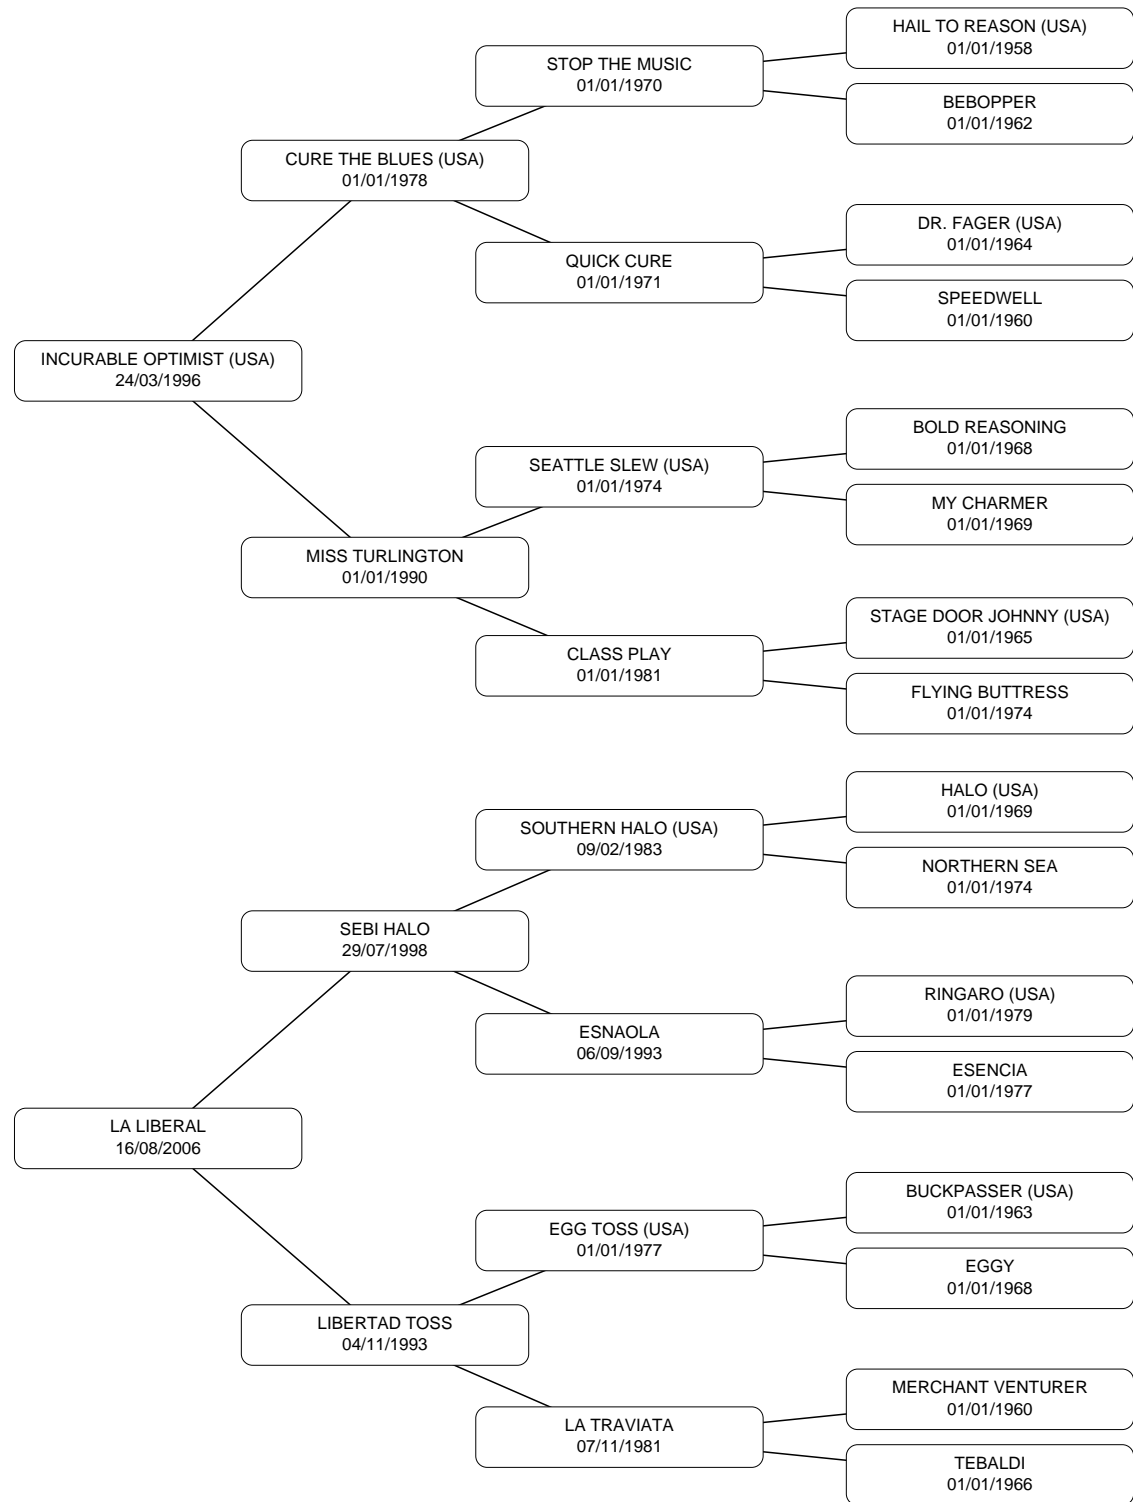 HAIL TO REASON (USA)
01/01/1958
STOP THE MUSIC
01/01/1970
BEBOPPER
01/01/1962
CURE THE BLUES (USA)
01/01/1978
DR. FAGER (USA)
01/01/1964
QUICK CURE
01/01/1971
SPEEDWELL
01/01/1960
INCURABLE OPTIMIST (USA)
24/03/1996
BOLD REASONING
01/01/1968
SEATTLE SLEW (USA)
01/01/1974
MY CHARMER
01/01/1969
MISS TURLINGTON
01/01/1990
STAGE DOOR JOHNNY (USA)
01/01/1965
CLASS PLAY
01/01/1981
FLYING BUTTRESS
01/01/1974
HALO (USA)
01/01/1969
SOUTHERN HALO (USA)
09/02/1983
NORTHERN SEA
01/01/1974
SEBI HALO
29/07/1998
RINGARO (USA)
01/01/1979
ESNAOLA
06/09/1993
ESENCIA
01/01/1977
LA LIBERAL
16/08/2006
BUCKPASSER (USA)
01/01/1963
EGG TOSS (USA)
01/01/1977
EGGY
01/01/1968
LIBERTAD TOSS
04/11/1993
MERCHANT VENTURER
01/01/1960
LA TRAVIATA
07/11/1981
TEBALDI
01/01/1966